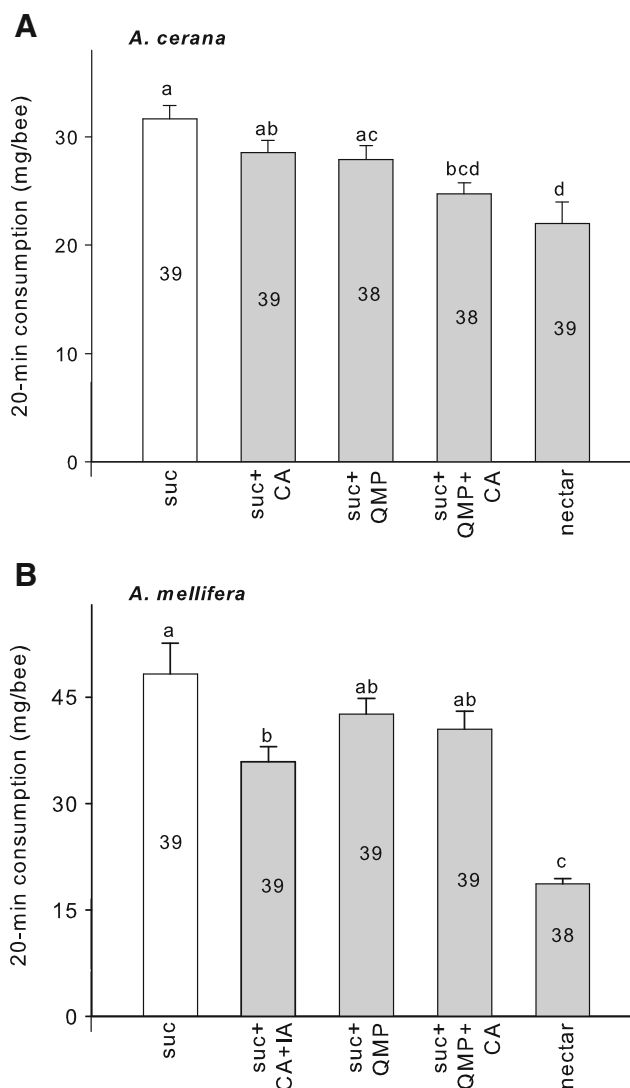 A
A. cerana
20-min consumption (mg/bee)
30
20
10
0
a
ab
ac
bcd
d
39
39
38
38
39
suc
suc+
CA
suc+
QMP
suc+
QMP+
CA
nectar
B
A. mellifera
20-min consumption (mg/bee)
45
30
15
0
a
b
ab
ab
c
39
39
39
39
38
suc
suc+
CA+IA
suc+
QMP
suc+
QMP+
CA
nectar